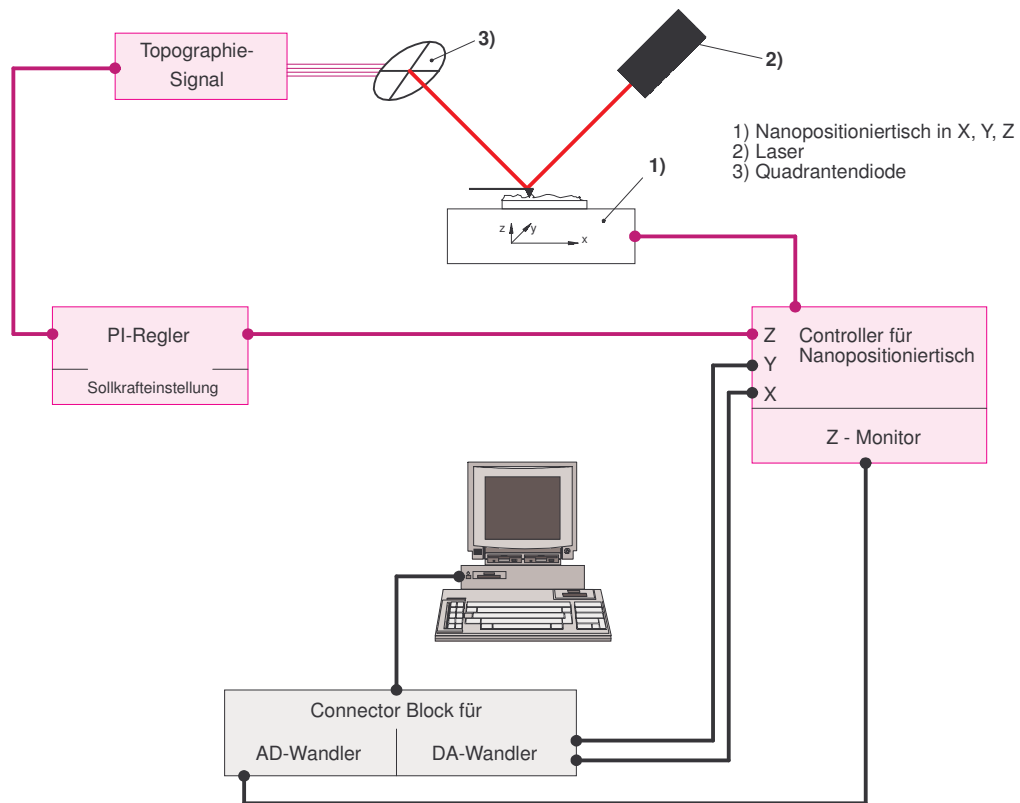 Topographie-
Signal
3)
2)
1) Nanopositioniertisch in X, Y, Z
2) Laser
3) Quadrantendiode
1)
z
y
x
PI-Regler
Sollkrafteinstellung
Z
Controller für
Nanopositioniertisch
Y
X
Z - Monitor
Connector Block für
AD-Wandler
DA-Wandler